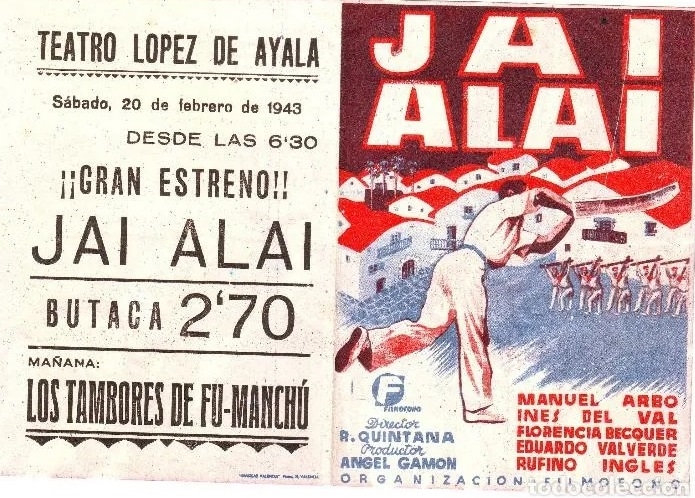 TEATRO LOPEZ DE AYALA
Sábado, 20 de febrero de 1943
DESDE LAS 6'30
¡¡GRAN ESTRENO!!
JAI ALAI
BUTACA 2'70
MAÑANA:
LOS TAMBORES DE FU-MANCHÚ
JAI
ALAI
F
FILMOFONO
Director
R. QUINTANA
Productor
ANGEL GAMON
MANUEL ARBO
INES DEL VAL
FLORENCIA BECQUER
EDUARDO VALVERDE
RUFINO INGLES
ORGANIZACION FILMOFONO
todocoleccion